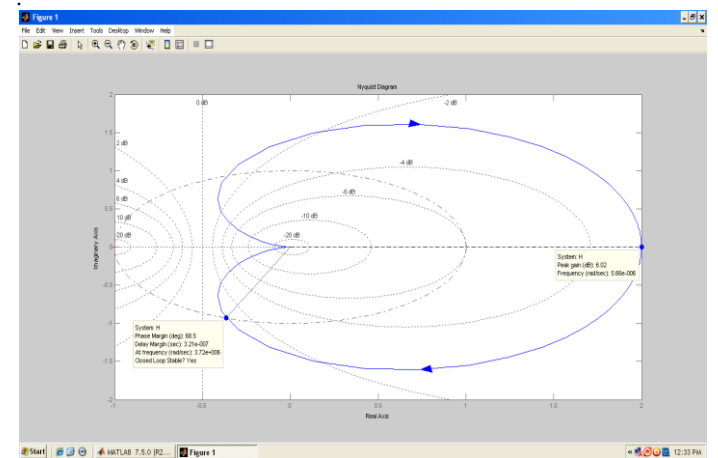 Figure 1
File Edit View Insert Tools Desktop Window Help
Nyquist Diagram
0 dB
-2 dB
2 dB
-4 dB
4 dB
-6 dB
6 dB
-10 dB
10 dB
-20 dB
20 dB
2
1.5
1
0.5
0
-0.5
-1
-1.5
-2
Imaginary Axis
System: H
Peak gain (dB): 6.02
Frequency (rad/sec): 5.66e-006
System: H
Phase Margin (deg): 68.5
Delay Margin (sec): 3.21e-007
At frequency (rad/sec): 3.72e+006
Closed Loop Stable? Yes
-1 -0.5 0 0.5 1 1.5 2
Real Axis
Start MATLAB 7.5.0 (R2... Figure 1 12:33 PM